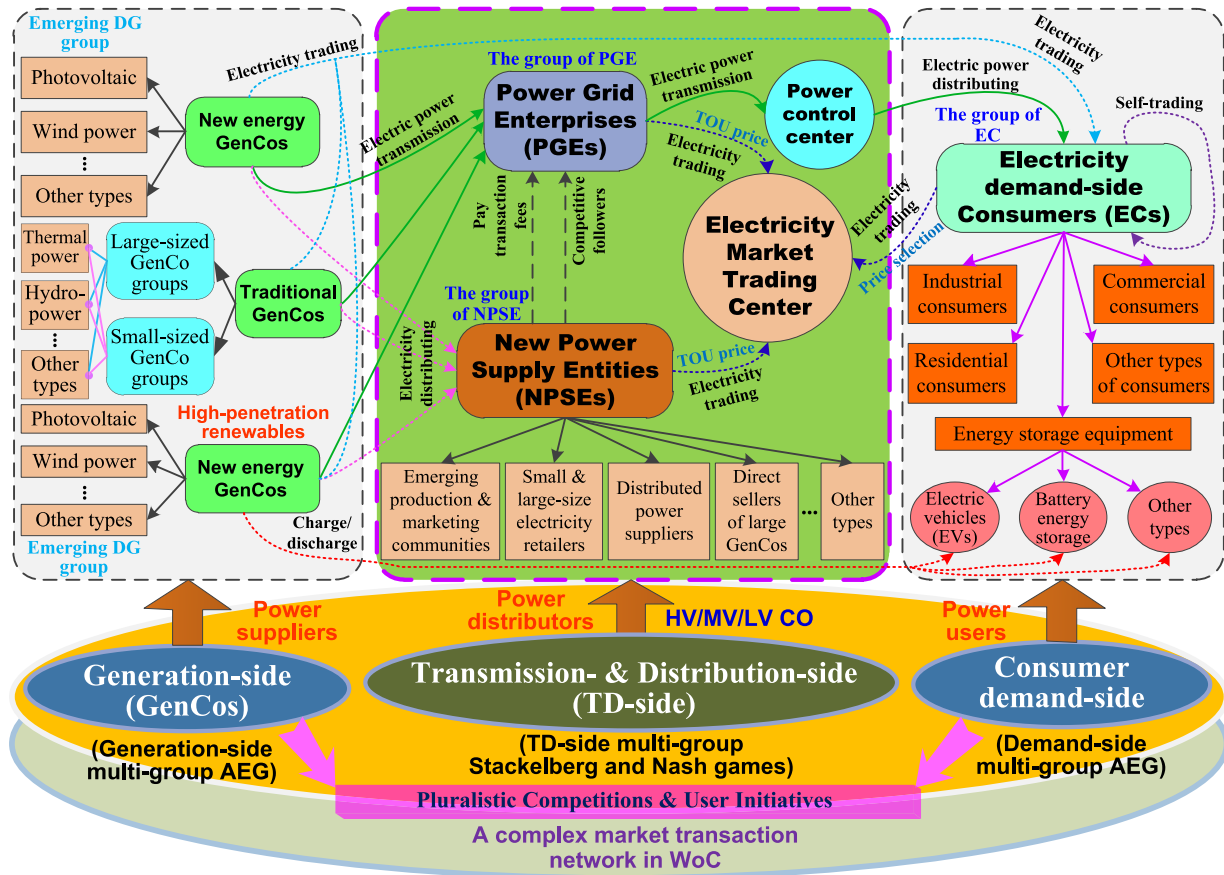 Emerging DG
group
Photovoltaic
Wind power
...
Other types
New energy
GenCos
Electricity trading
Thermal
power
Hydro-
power
...
Other
types
Large-sized
GenCo
groups
Small-sized
GenCo
groups
Traditional
GenCos
Photovoltaic
Wind power
...
Other types
Emerging DG
group
High-penetration
renewables
New energy
GenCos
Charge/
discharge
Electric power
transmission
Electricity
distributing
The group of PGE
Power Grid
Enterprises
(PGEs)
Electric power
transmission
Power
control
center
TOU price
Electricity
trading
Pay
transaction
fees
Competitive
followers
Electricity
Market
Trading
Center
The group
of NPSE
New Power
Supply Entities
(NPSEs)
TOU price
Electricity
trading
Emerging
production &
marketing
communities
Small &
large-size
electricity
retailers
Distributed
power
suppliers
Direct
sellers
of large
GenCos
...
Other
types
Electricity
trading
Electric power
distributing
Self-trading
The group of
EC
Electricity
demand-side
Consumers (ECs)
Electricity
trading
Price selection
Industrial
consumers
Commercial
consumers
Residential
consumers
Other types
of consumers
Energy storage equipment
Electric
vehicles
(EVs)
Battery
energy
storage
Other
types
Power
suppliers
Power
distributors
HV/MV/LV CO
Power
users
Generation-side
(GenCos)
Transmission- & Distribution-side
(TD-side)
Consumer
demand-side
(Generation-side
multi-group AEG)
(TD-side multi-group
Stackelberg and Nash games)
(Demand-side
multi-group AEG)
Pluralistic Competitions & User Initiatives
A complex market transaction
network in WoC